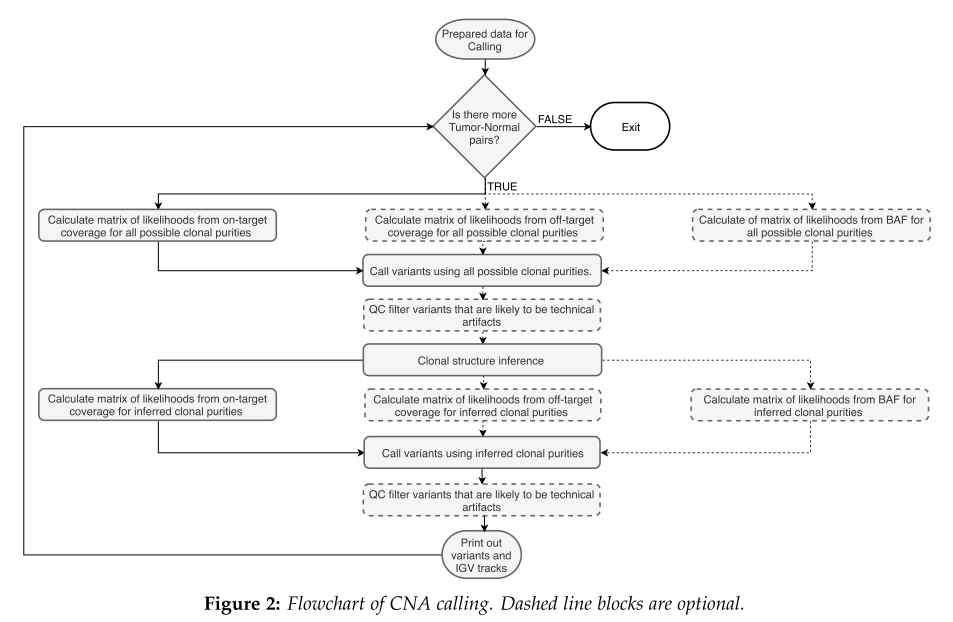 Prepared data for
Calling
Is there more
Tumor-Normal
pairs?
FALSE
Exit
TRUE
Calculate matrix of likelihoods from on-target
coverage for all possible clonal purities
Calculate matrix of likelihoods from off-target
coverage for all possible clonal purities
Calculate of matrix of likelihoods from BAF for
all possible clonal purities
Call variants using all possible clonal purities.
QC filter variants that are likely to be technical
artifacts
Clonal structure inference
Calculate matrix of likelihoods from on-target
coverage for inferred clonal purities
Calculate matrix of likelihoods from off-target
coverage for inferred clonal purities
Calculate matrix of likelihoods from BAF for
inferred clonal purities
Call variants using inferred clonal purities
QC filter variants that are likely to be technical
artifacts
Print out
variants and
IGV tracks
Figure 2: Flowchart of CNA calling. Dashed line blocks are optional.